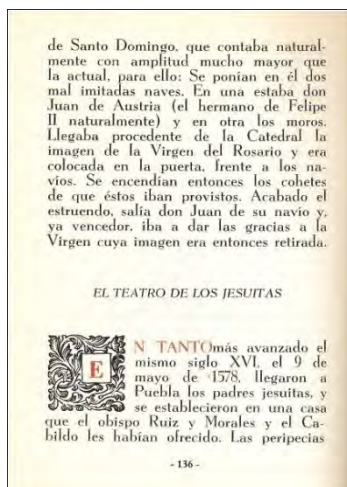 de Santo Domingo, que contaba natural-
mente con amplitud mucho mayor que
la actual, para ello: Se ponían en él dos
mal imitadas naves. En una estaba don
Juan de Austria (el hermano de Felipe
II naturalmente) y en otra los moros.
Llegaba procedente de la Catedral la
imagen de la Virgen del Rosario y era
colocada en la puerta, frente a los na-
víos. Se encendían entonces los cohetes
de que éstos iban provistos. Acabado el
estruendo, salía don Juan de su navío y,
ya vencedor, iba a dar las gracias a la
Virgen cuya imagen era entonces retirada.
EL TEATRO DE LOS JESUITAS
EN TANTO más avanzado el
mismo siglo XVI, el 9 de
mayo de 1578, llegaron a
Puebla los padres jesuitas, y
se establecieron en una casa
que el obispo Ruiz y Morales y el Ca-
bildo les habían ofrecido. Las peripecias
- 136 -